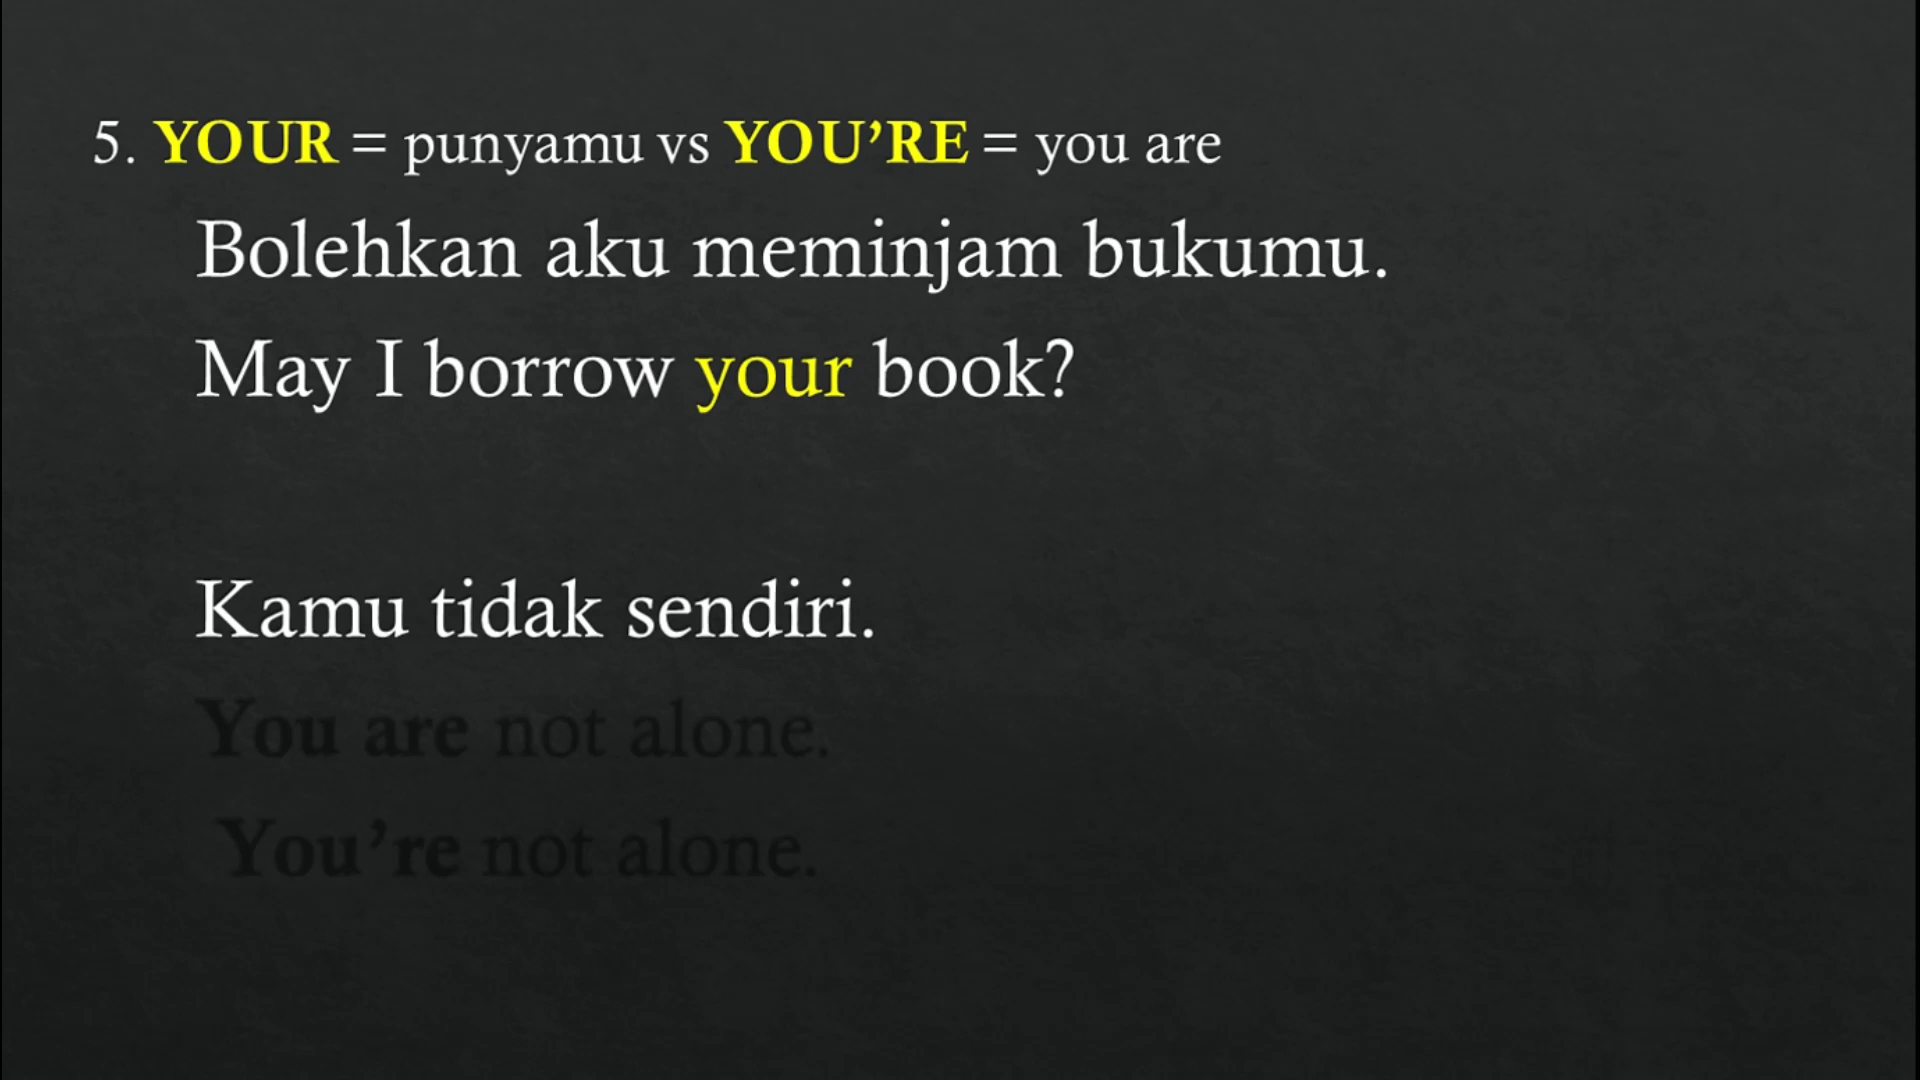 5. YOUR = punyamu vs YOU’RE = you are
Bolehkan aku meminjam bukumu.
May I borrow your book?
Kamu tidak sendiri.
You are not alone.
You’re not alone.